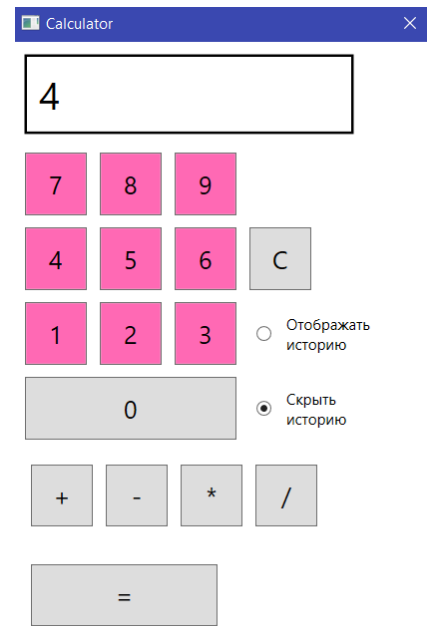 Calculator
4
7 8 9
4 5 6 C
1 2 3
Отображать
историю
0
Скрыть
историю
+ - * /
=